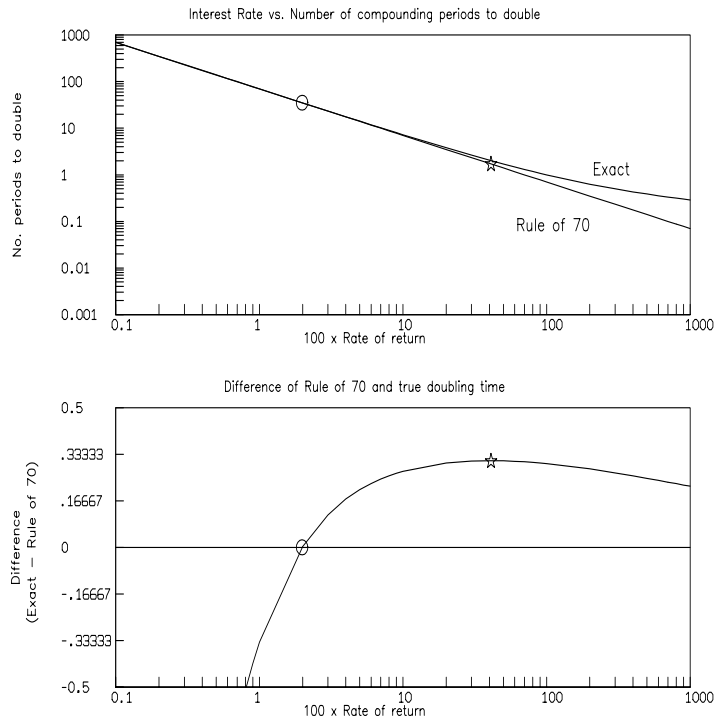 Interest Rate vs. Number of compounding periods to double
1000
100
10
1
0.1
0.01
0.001
No. periods to double
Exact
Rule of 70
0.1
1
10
100
1000
100 x Rate of return
Difference of Rule of 70 and true doubling time
0.5
.33333
.16667
0
-.16667
-.33333
-0.5
Difference
(Exact – Rule of 70)
0.1
1
10
100
1000
100 x Rate of return